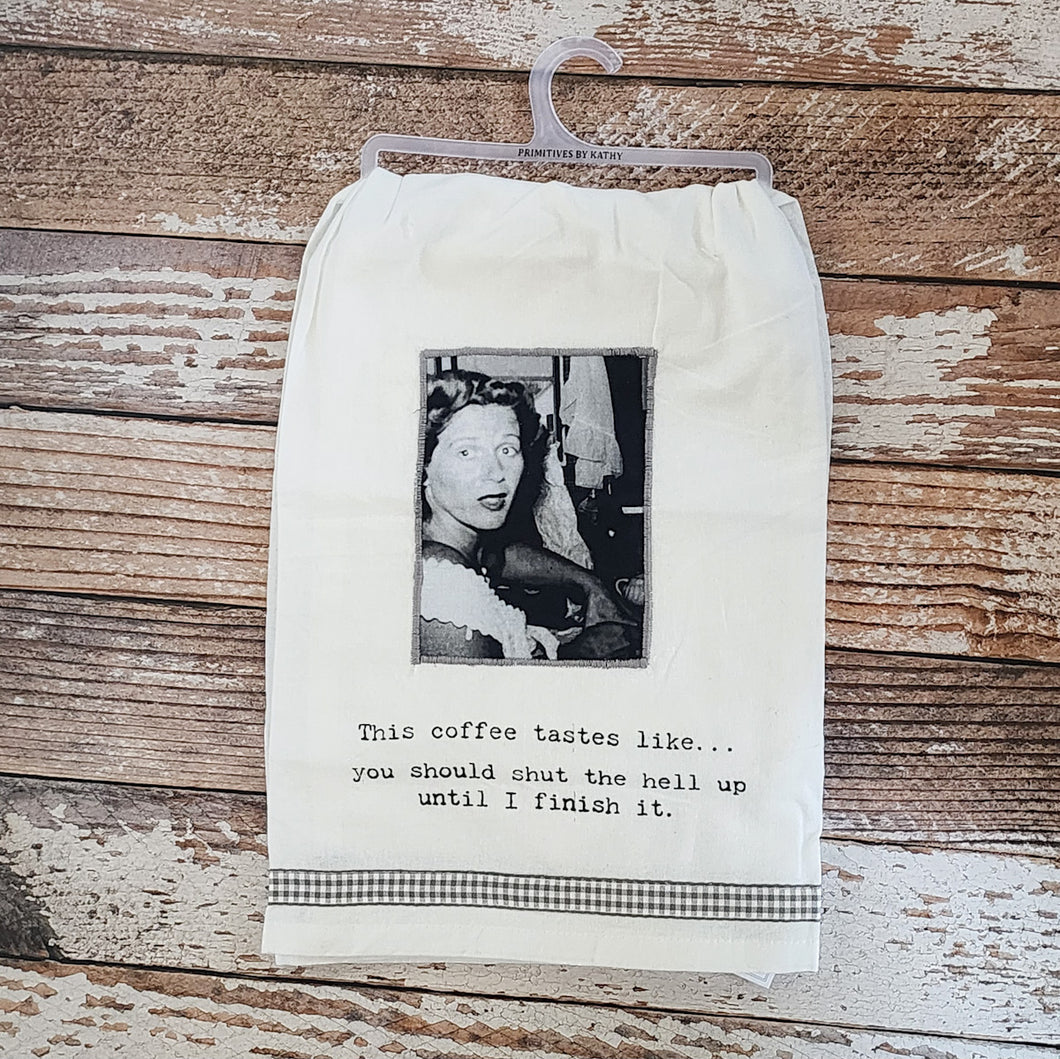 PRIMITIVES BY KATHY
This coffee tastes like...
you should shut the hell up
until I finish it.